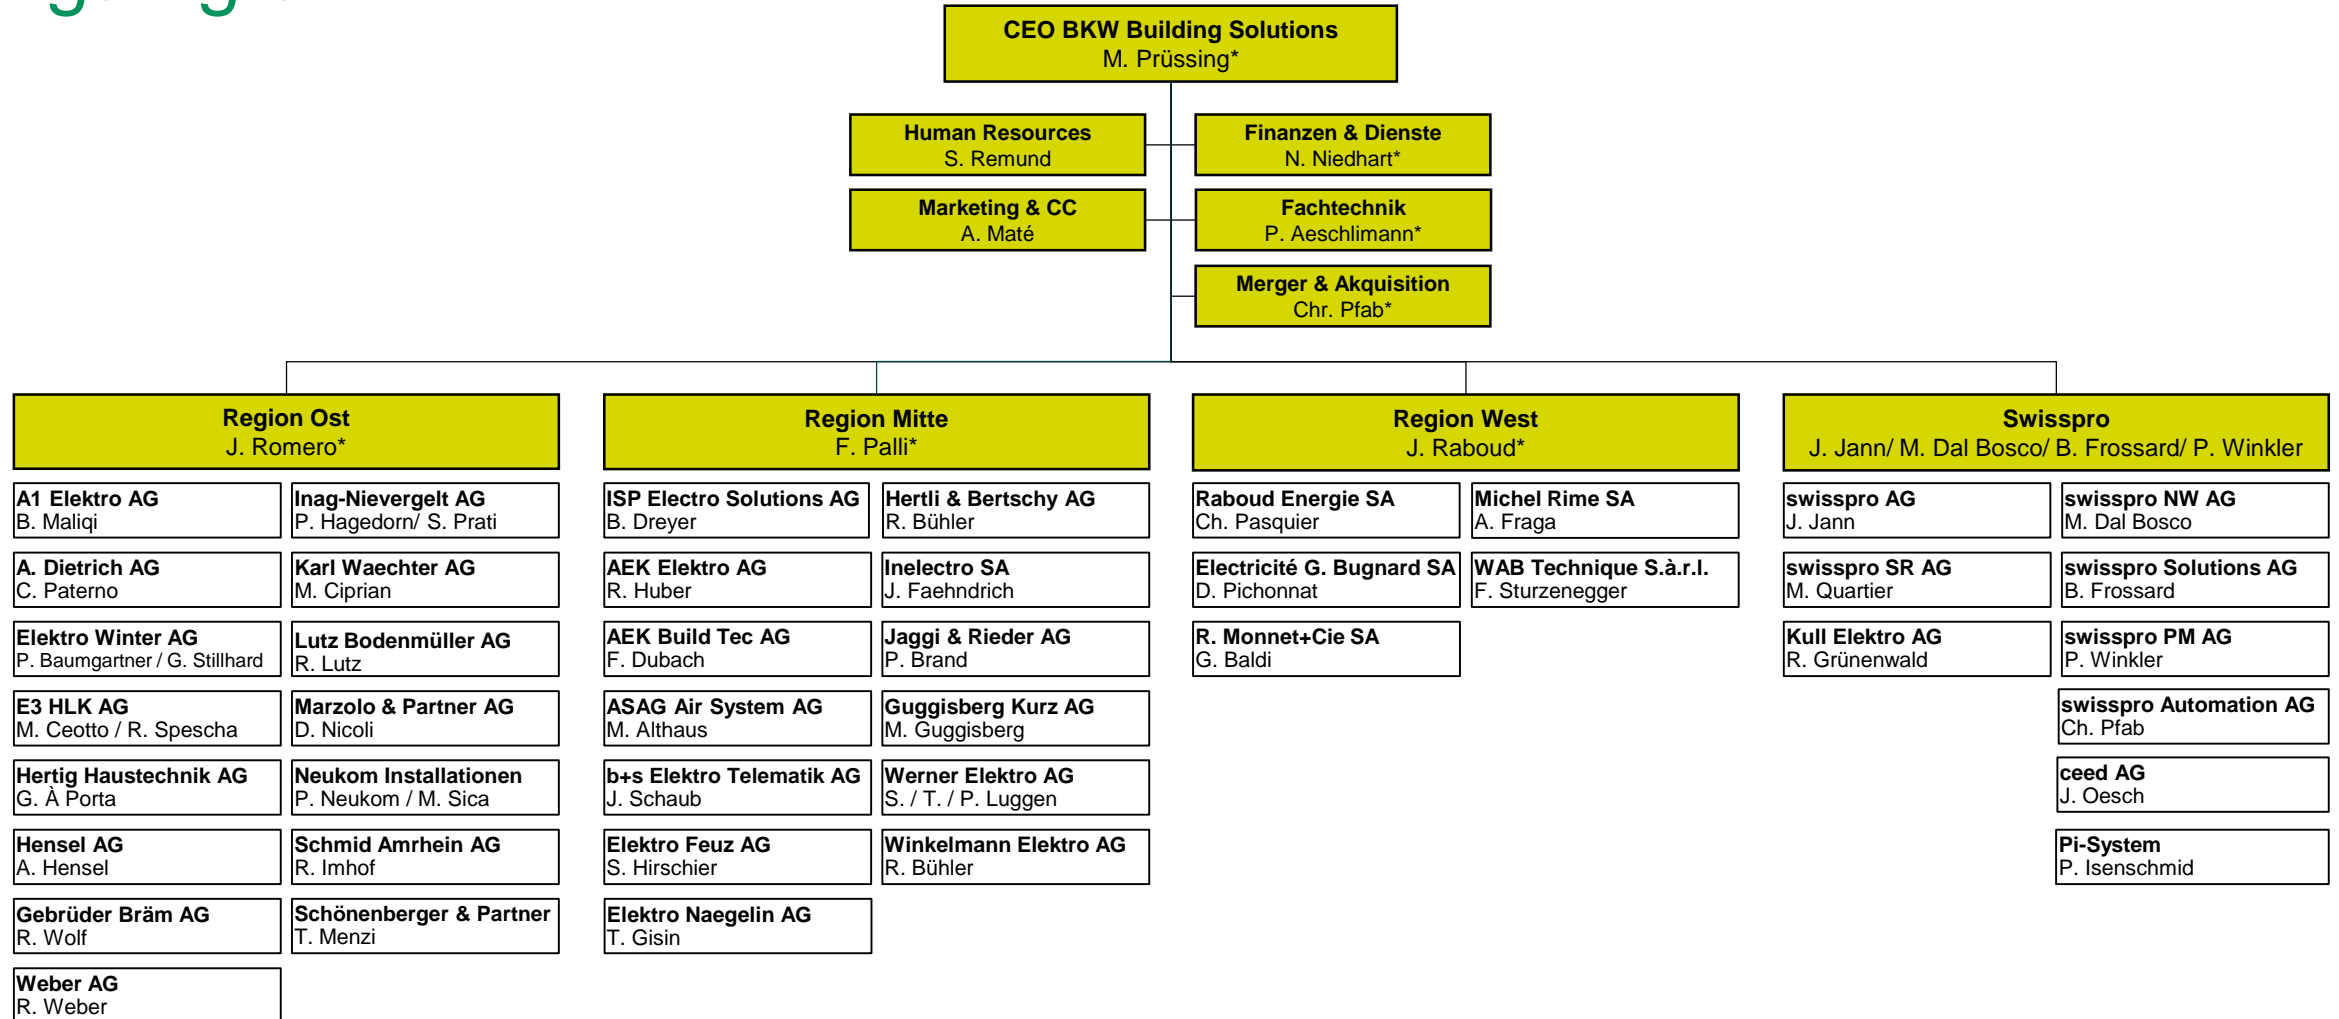 CEO BKW Building Solutions
M. Prüssing*
Human Resources
S. Remund
Finanzen & Dienste
N. Niedhart*
Marketing & CC
A. Maté
Fachtechnik
P. Aeschlimann*
Merger & Akquisition
Chr. Pfab*
Region Ost
J. Romero*
A1 Elektro AG
B. Maliqi
Inag-Nievergelt AG
P. Hagedorn/ S. Prati
A. Dietrich AG
C. Paterno
Karl Waechter AG
M. Ciprian
Elektro Winter AG
P. Baumgartner / G. Stillhard
Lutz Bodenmüller AG
R. Lutz
E3 HLK AG
M. Ceotto / R. Spescha
Marzolo & Partner AG
D. Nicoli
Hertig Haustechnik AG
G. À Porta
Neukom Installationen
P. Neukom / M. Sica
Hensel AG
A. Hensel
Schmid Amrhein AG
R. Imhof
Gebrüder Bräm AG
R. Wolf
Schönenberger & Partner
T. Menzi
Weber AG
R. Weber
Region Mitte
F. Palli*
ISP Electro Solutions AG
B. Dreyer
Hertli & Bertschy AG
R. Bühler
AEK Elektro AG
R. Huber
Inelectro SA
J. Faehndrich
AEK Build Tec AG
F. Dubach
Jaggi & Rieder AG
P. Brand
ASAG Air System AG
M. Althaus
Guggisberg Kurz AG
M. Guggisberg
b+s Elektro Telematik AG
J. Schaub
Werner Elektro AG
S. / T. / P. Luggen
Elektro Feuz AG
S. Hirschier
Winkelmann Elektro AG
R. Bühler
Elektro Naegelin AG
T. Gisin
Region West
J. Raboud*
Raboud Energie SA
Ch. Pasquier
Michel Rime SA
A. Fraga
Electricité G. Bugnard SA
D. Pichonnat
WAB Technique S.à.r.l.
F. Sturzenegger
R. Monnet+Cie SA
G. Baldi
Swisspro
J. Jann/ M. Dal Bosco/ B. Frossard/ P. Winkler
swisspro AG
J. Jann
swisspro NW AG
M. Dal Bosco
swisspro SR AG
M. Quartier
swisspro Solutions AG
B. Frossard
Kull Elektro AG
R. Grünenwald
swisspro PM AG
P. Winkler
swisspro Automation AG
Ch. Pfab
ceed AG
J. Oesch
Pi-System
P. Isenschmid